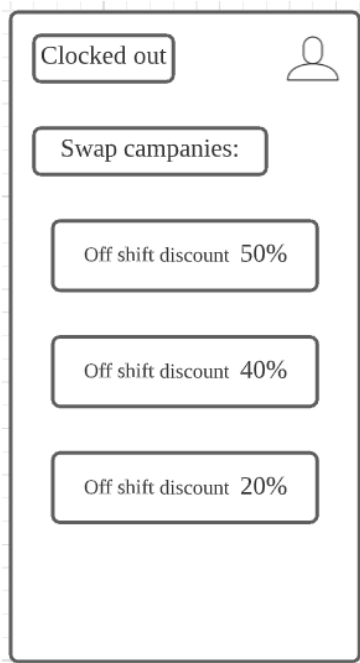 Clocked out
Swap campanies:
Off shift discount 50%
Off shift discount 40%
Off shift discount 20%